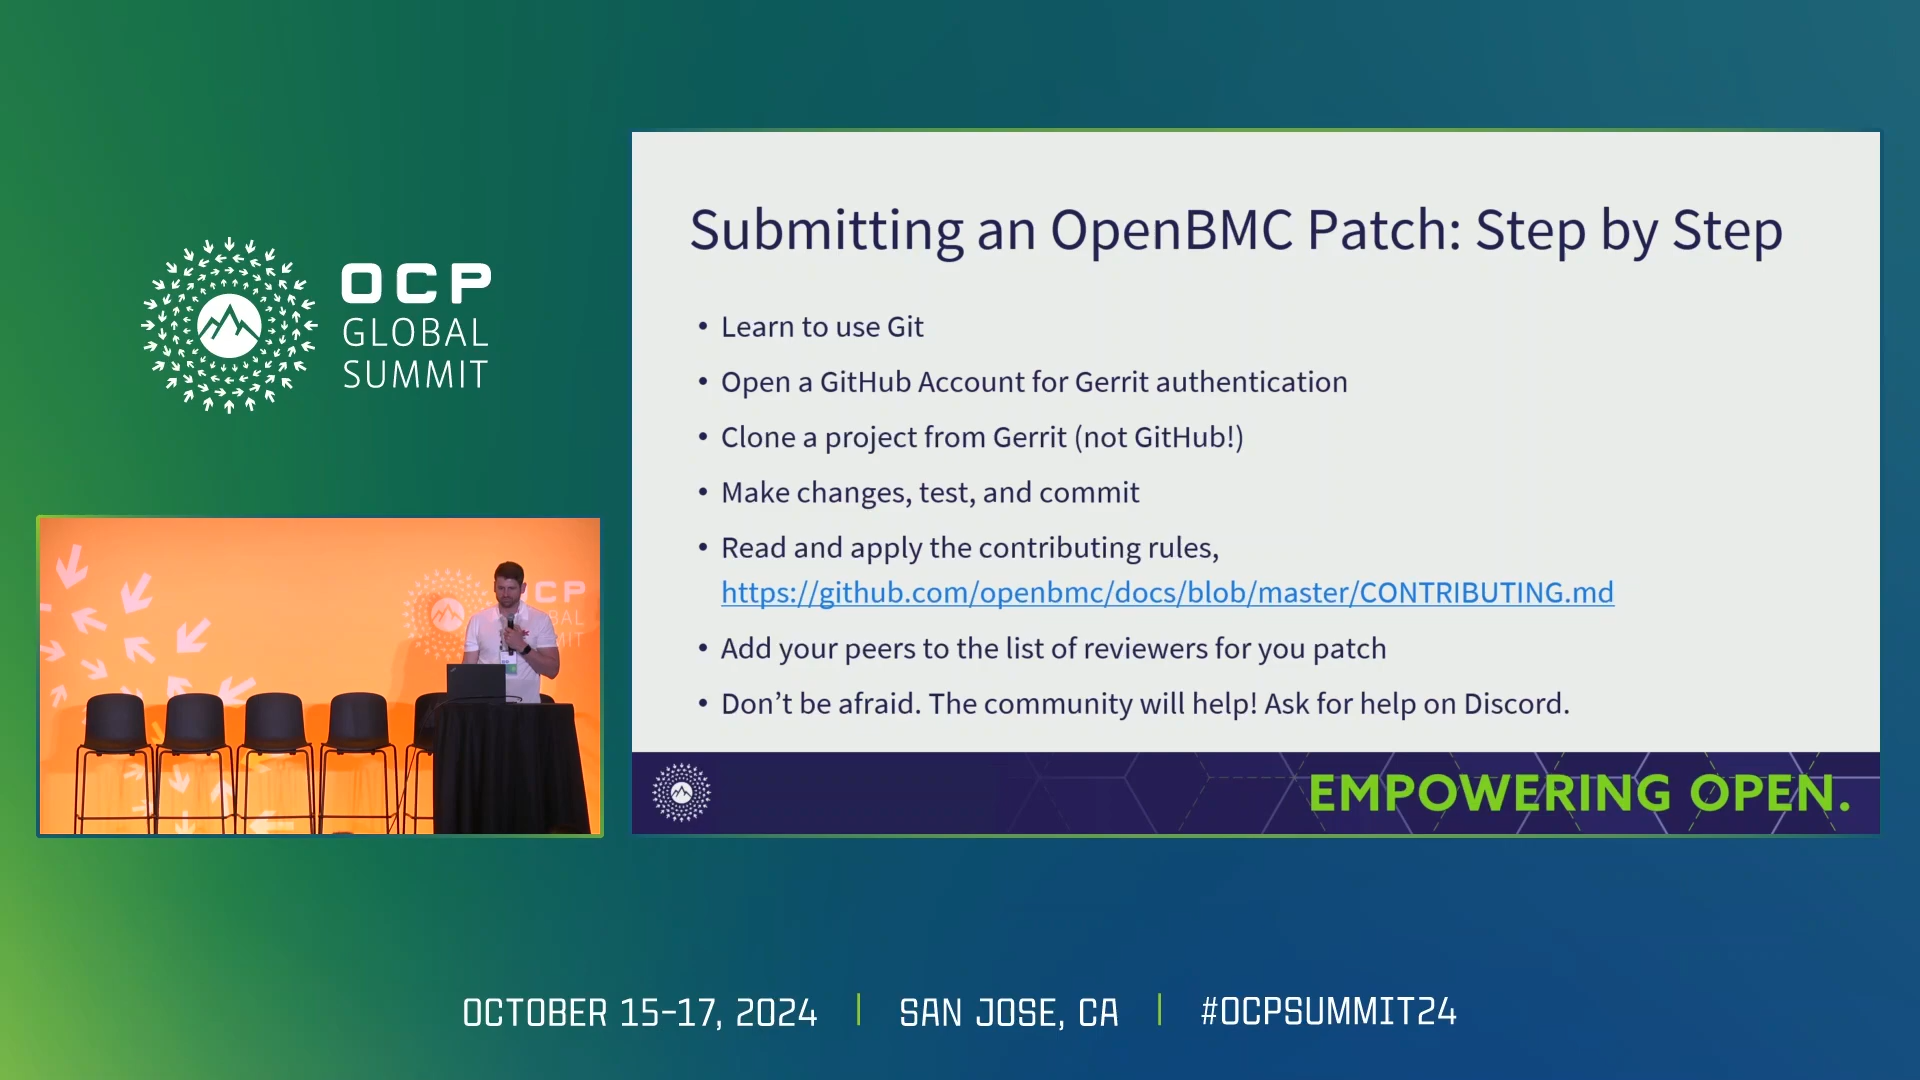 OCP
GLOBAL
SUMMIT
Submitting an OpenBMC Patch: Step by Step
• Learn to use Git
• Open a GitHub Account for Gerrit authentication
• Clone a project from Gerrit (not GitHub!)
• Make changes, test, and commit
• Read and apply the contributing rules,
https://github.com/openbmc/docs/blob/master/CONTRIBUTING.md
• Add your peers to the list of reviewers for you patch
• Don't be afraid. The community will help! Ask for help on Discord.
EMPOWERING OPEN.
OCTOBER 15-17, 2024 | SAN JOSE, CA | #OCPSUMMIT24